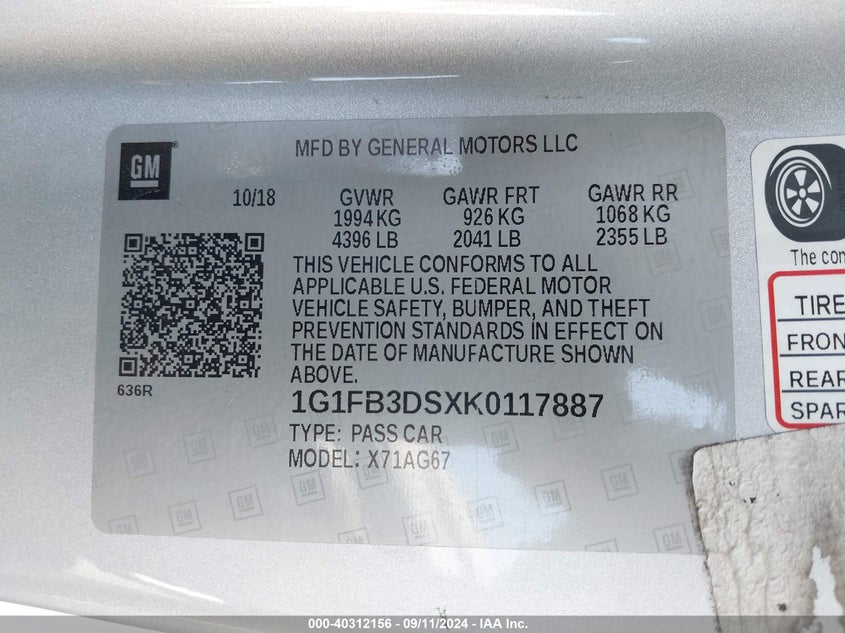 GM
MFD BY GENERAL MOTORS LLC
10/18 GVWR GAWR FRT GAWR RR
1994 KG 926 KG 1068 KG
4396 LB 2041 LB 2355 LB
THIS VEHICLE CONFORMS TO ALL
APPLICABLE U.S. FEDERAL MOTOR
VEHICLE SAFETY, BUMPER, AND THEFT
PREVENTION STANDARDS IN EFFECT ON
THE DATE OF MANUFACTURE SHOWN
ABOVE.
636R
1G1FB3DSXK0117887
TYPE: PASS CAR
MODEL: X71AG67
The con
TIRE
FRON
REAR
SPAR
000-40312156 - 09/11/2024 - IAA Inc.